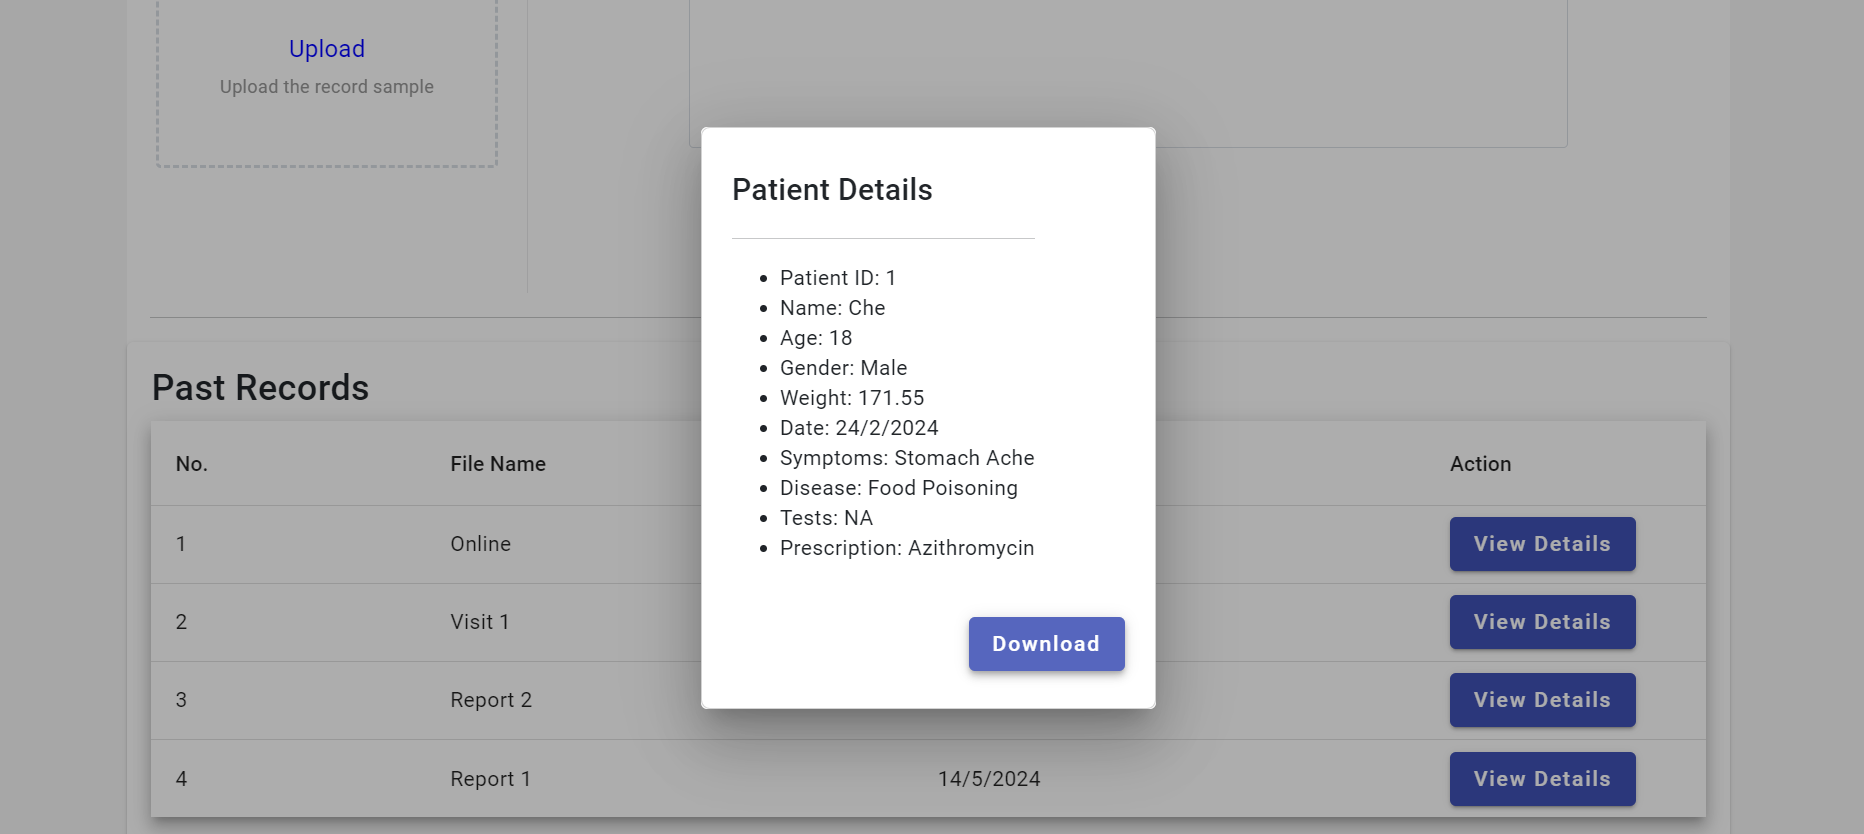 Upload
Upload the record sample
Patient Details
Patient ID: 1
Name: Che
Age: 18
Gender: Male
Weight: 171.55
Date: 24/2/2024
Symptoms: Stomach Ache
Disease: Food Poisoning
Tests: NA
Prescription: Azithromycin
Download
Past Records
No. File Name Action
1 Online View Details
2 Visit 1 View Details
3 Report 2 View Details
4 Report 1 14/5/2024 View Details